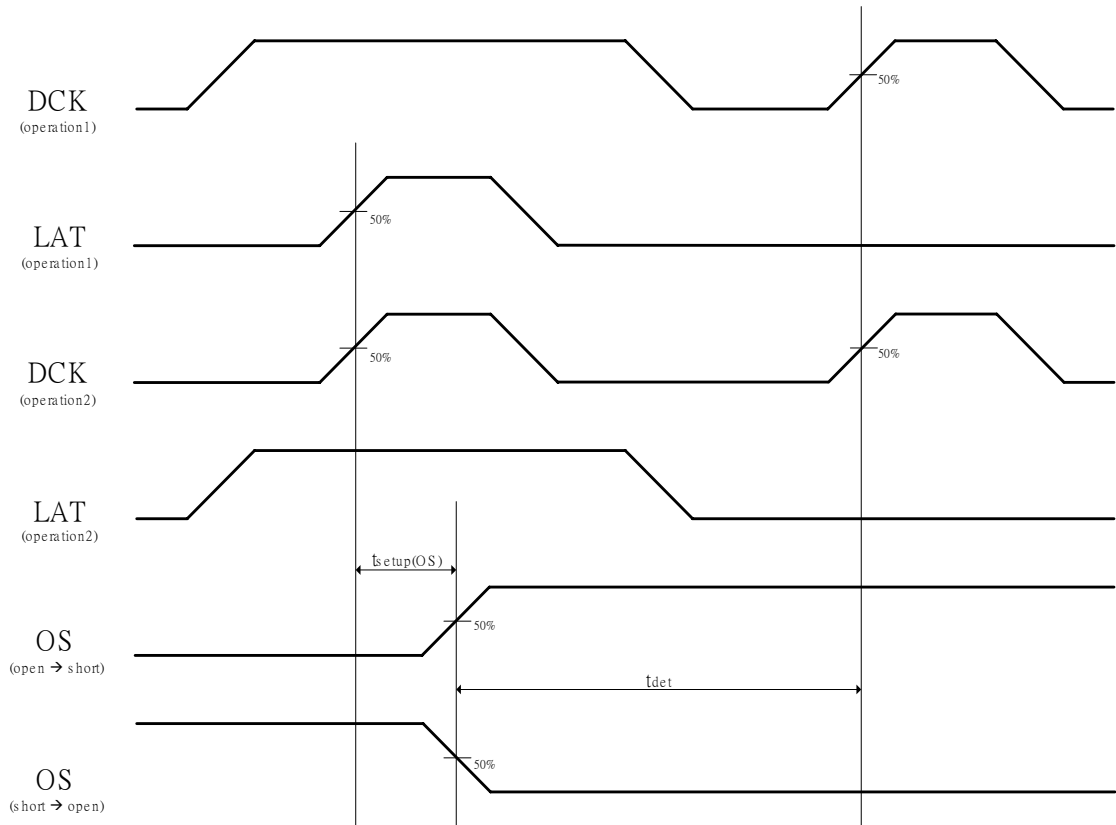 DCK
(operation1)
50%
LAT
(operation1)
50%
DCK
(operation2)
50%
50%
LAT
(operation2)
tsetup(OS)
OS
(open → short)
50%
tdet
OS
(short → open)
50%